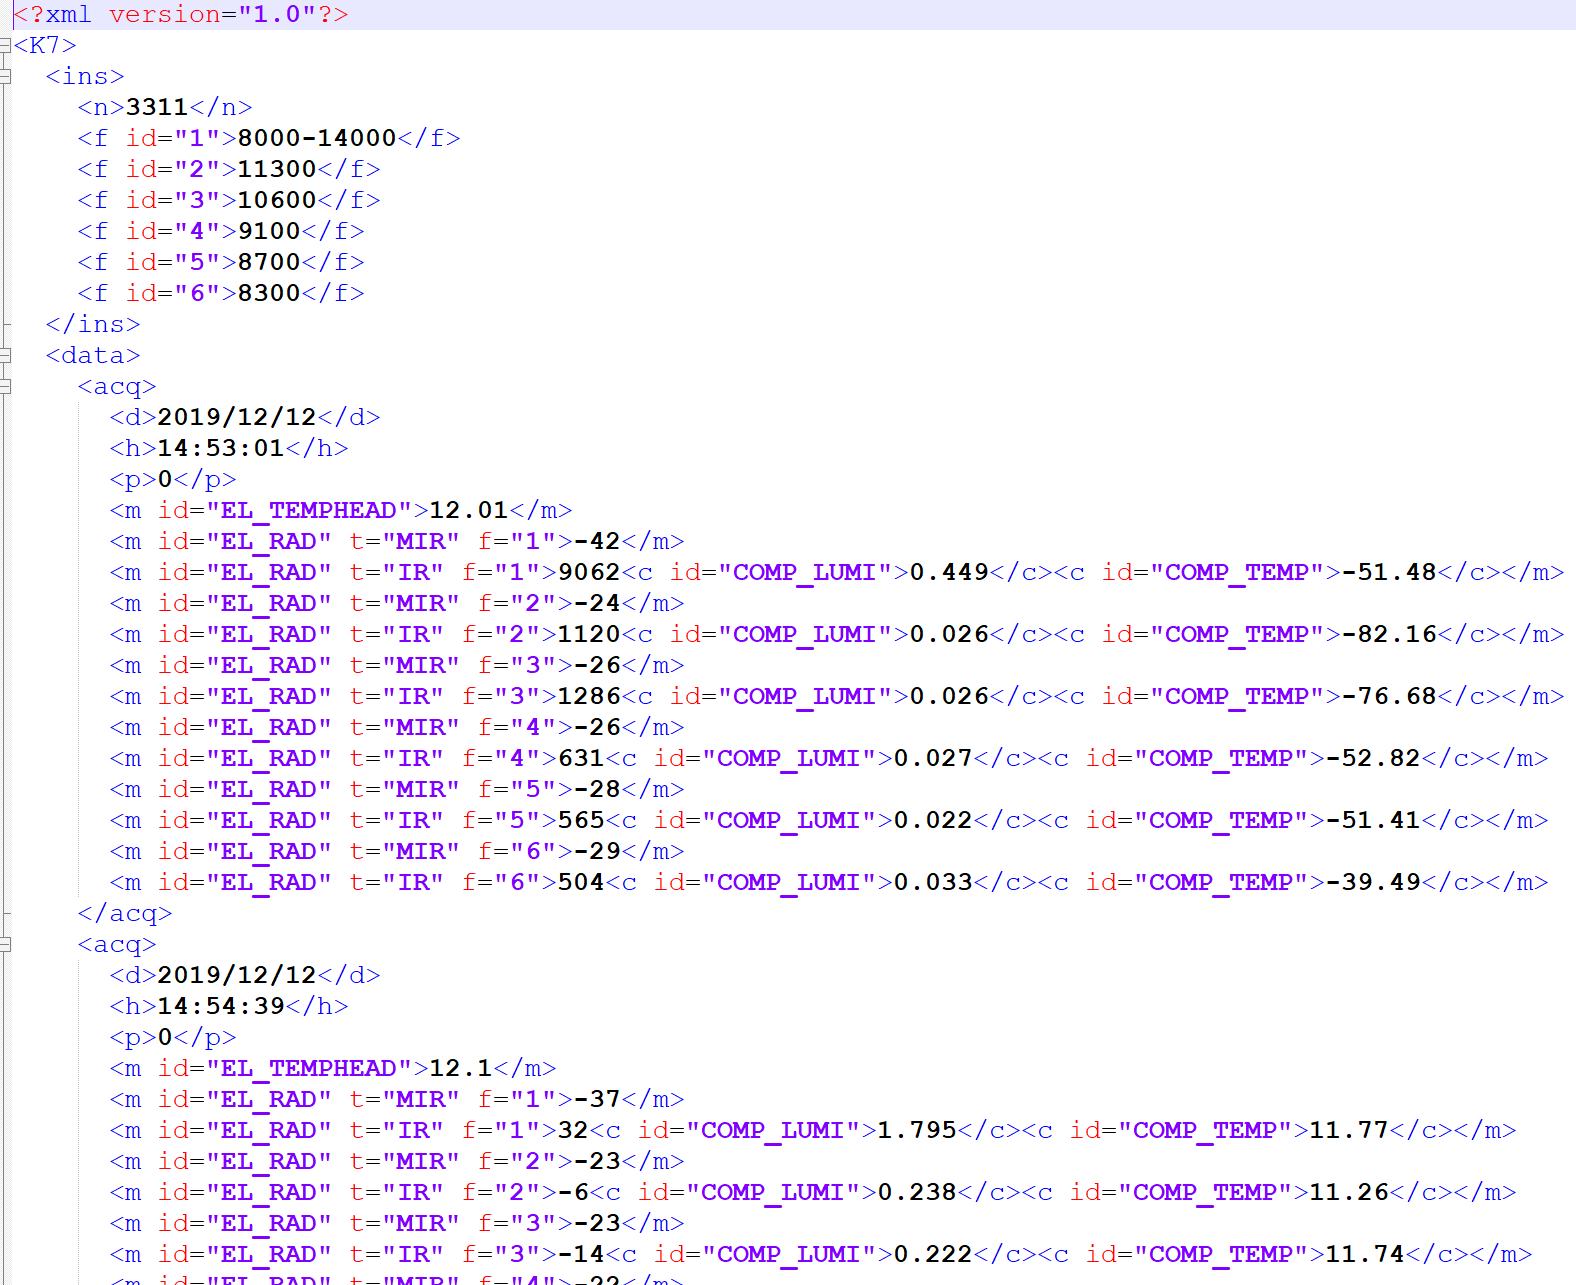 <?xml version="1.0"?>
<K7>
<ins>
<n>3311</n>
<f id="1">8000-14000</f>
<f id="2">11300</f>
<f id="3">10600</f>
<f id="4">9100</f>
<f id="5">8700</f>
<f id="6">8300</f>
</ins>
<data>
<acq>
<d>2019/12/12</d>
<h>14:53:01</h>
<p>0</p>
<m id="EL_TEMPHEAD">12.01</m>
<m id="EL_RAD" t="MIR" f="1">-42</m>
<m id="EL_RAD" t="IR" f="1">9062<c id="COMP_LUMI">0.449</c><c id="COMP_TEMP">-51.48</c></m>
<m id="EL_RAD" t="MIR" f="2">-24</m>
<m id="EL_RAD" t="IR" f="2">1120<c id="COMP_LUMI">0.026</c><c id="COMP_TEMP">-82.16</c></m>
<m id="EL_RAD" t="MIR" f="3">-26</m>
<m id="EL_RAD" t="IR" f="3">1286<c id="COMP_LUMI">0.026</c><c id="COMP_TEMP">-76.68</c></m>
<m id="EL_RAD" t="MIR" f="4">-26</m>
<m id="EL_RAD" t="IR" f="4">631<c id="COMP_LUMI">0.027</c><c id="COMP_TEMP">-52.82</c></m>
<m id="EL_RAD" t="MIR" f="5">-28</m>
<m id="EL_RAD" t="IR" f="5">565<c id="COMP_LUMI">0.022</c><c id="COMP_TEMP">-51.41</c></m>
<m id="EL_RAD" t="MIR" f="6">-29</m>
<m id="EL_RAD" t="IR" f="6">504<c id="COMP_LUMI">0.033</c><c id="COMP_TEMP">-39.49</c></m>
</acq>
<acq>
<d>2019/12/12</d>
<h>14:54:39</h>
<p>0</p>
<m id="EL_TEMPHEAD">12.1</m>
<m id="EL_RAD" t="MIR" f="1">-37</m>
<m id="EL_RAD" t="IR" f="1">32<c id="COMP_LUMI">1.795</c><c id="COMP_TEMP">11.77</c></m>
<m id="EL_RAD" t="MIR" f="2">-23</m>
<m id="EL_RAD" t="IR" f="2">-6<c id="COMP_LUMI">0.238</c><c id="COMP_TEMP">11.26</c></m>
<m id="EL_RAD" t="MIR" f="3">-23</m>
<m id="EL_RAD" t="IR" f="3">-14<c id="COMP_LUMI">0.222</c><c id="COMP_TEMP">11.74</c></m>
<m id="EL_RAD" t="MIR" f="4">-22</m>